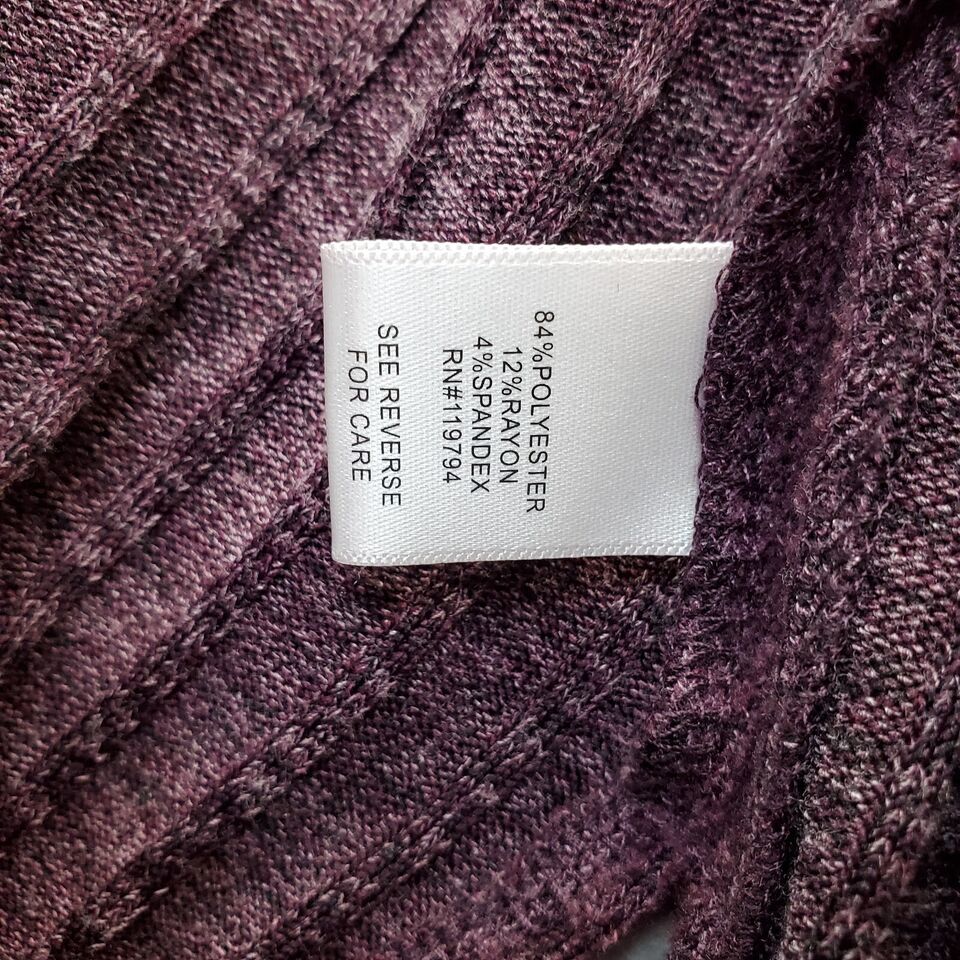 84%POLYESTER
12%RAYON
4%SPANDEX
RN#119794
SEE REVERSE
FOR CARE